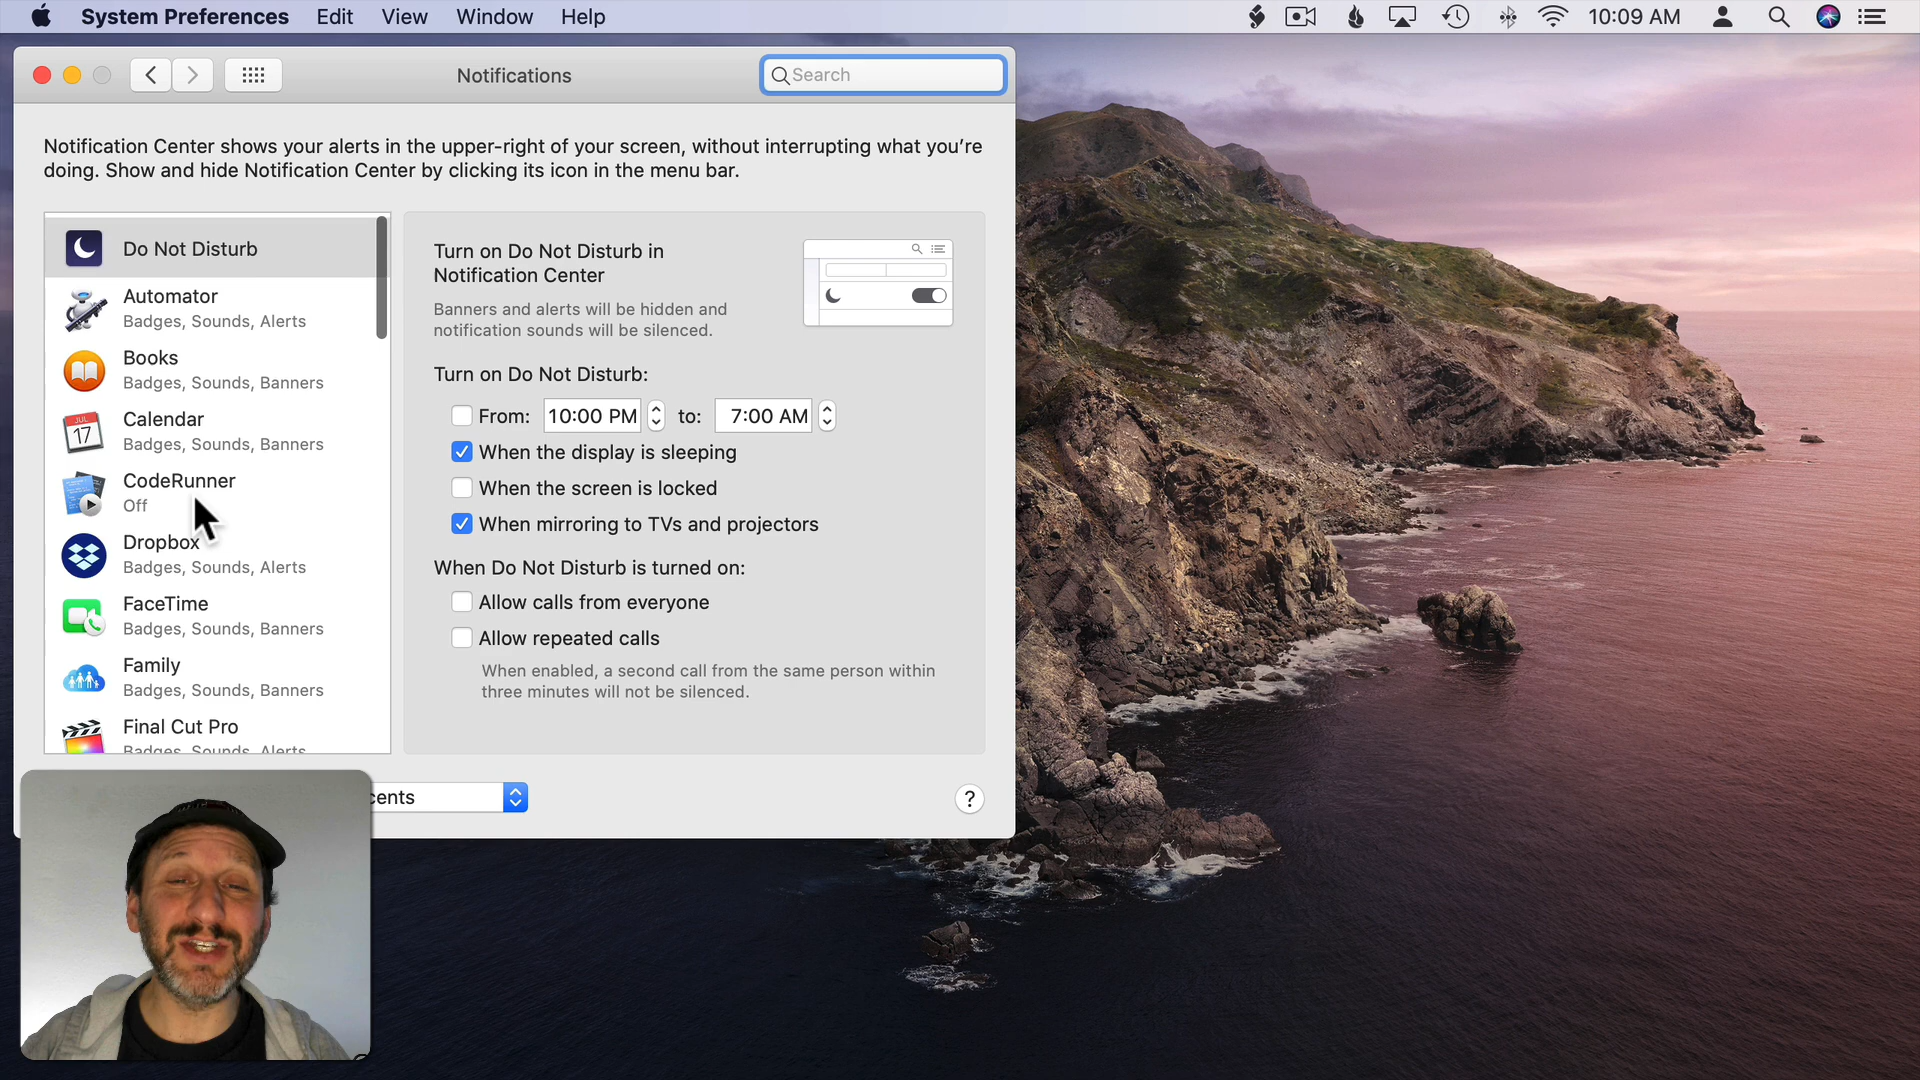 System Preferences Edit View Window Help 10:09 AM
Notifications
Search
Notification Center shows your alerts in the upper-right of your screen, without interrupting what you're
doing. Show and hide Notification Center by clicking its icon in the menu bar.
Do Not Disturb
Automator
Badges, Sounds, Alerts
Books
Badges, Sounds, Banners
JUL
17
Calendar
Badges, Sounds, Banners
CodeRunner
Off
Dropbox
Badges, Sounds, Alerts
FaceTime
Badges, Sounds, Banners
Family
Badges, Sounds, Banners
Final Cut Pro
Badges, Sounds, Alerts
Turn on Do Not Disturb in
Notification Center
Banners and alerts will be hidden and
notification sounds will be silenced.
Turn on Do Not Disturb:
From: 10:00 PM to: 7:00 AM
When the display is sleeping
When the screen is locked
When mirroring to TVs and projectors
When Do Not Disturb is turned on:
Allow calls from everyone
Allow repeated calls
When enabled, a second call from the same person within
three minutes will not be silenced.
cents
?